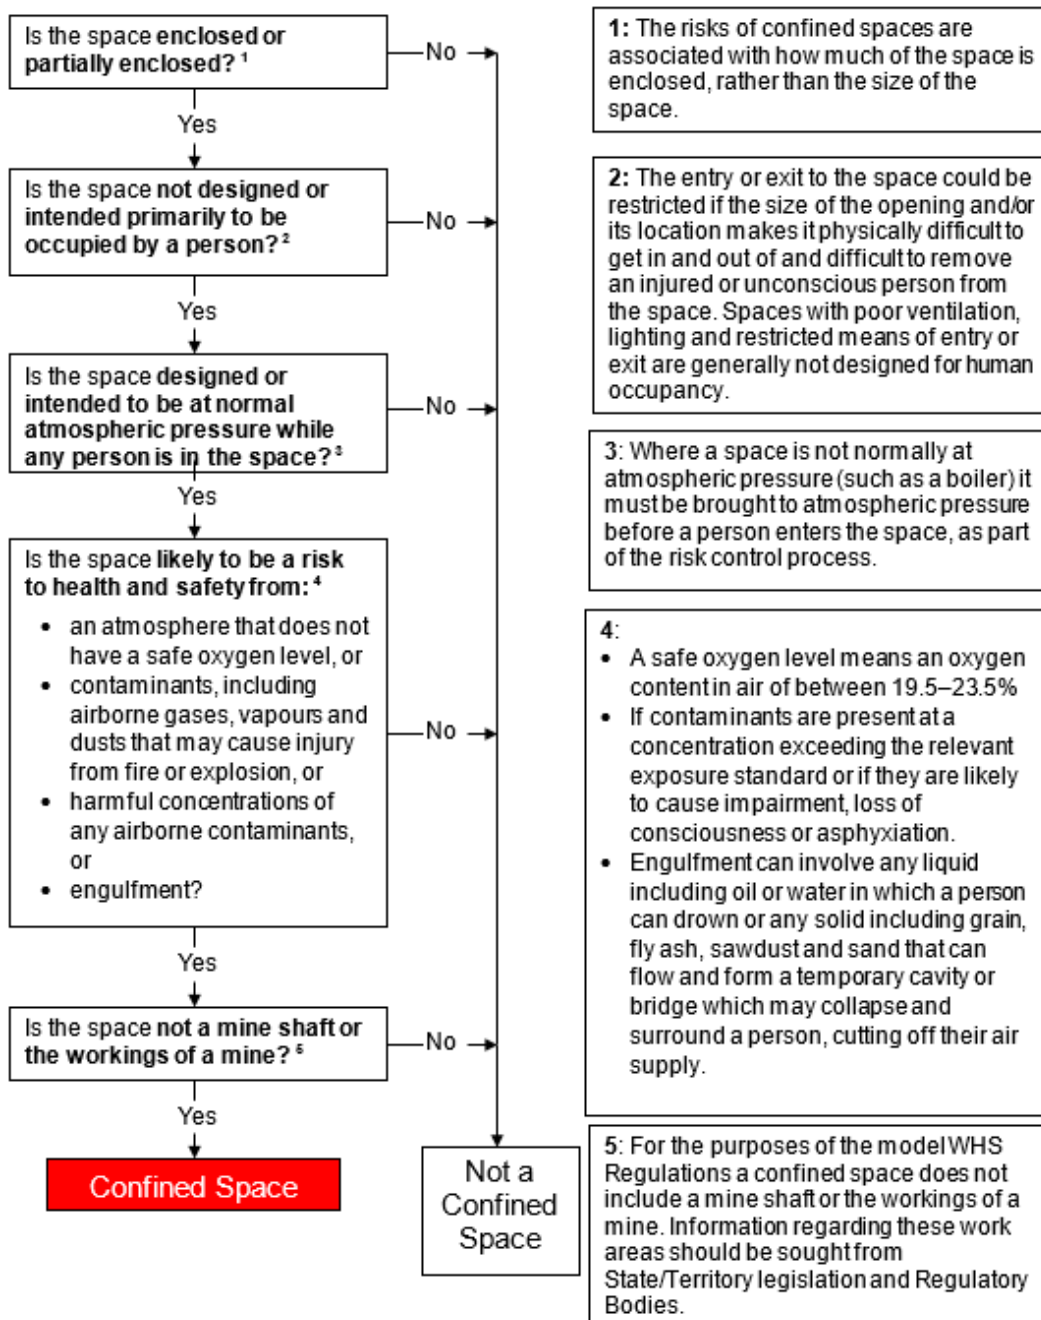 Is the space enclosed or
partially enclosed? 1
No
Yes
Is the space not designed or
intended primarily to be
occupied by a person? 2
No
Yes
Is the space designed or
intended to be at normal
atmospheric pressure while
any person is in the space? 3
No
Yes
Is the space likely to be a risk
to health and safety from: 4
• an atmosphere that does not
have a safe oxygen level, or
• contaminants, including
airborne gases, vapours and
dusts that may cause injury
from fire or explosion, or
• harmful concentrations of
any airborne contaminants,
or
• engulfment?
No
Yes
Is the space not a mine shaft or
the workings of a mine? 5
No
Yes
Confined Space
Not a
Confined
Space
1: The risks of confined spaces are
associated with how much of the space is
enclosed, rather than the size of the
space.
2: The entry or exit to the space could be
restricted if the size of the opening and/or
its location makes it physically difficult to
get in and out of and difficult to remove
an injured or unconscious person from
the space. Spaces with poor ventilation,
lighting and restricted means of entry or
exit are generally not designed for human
occupancy.
3: Where a space is not normally at
atmospheric pressure (such as a boiler) it
must be brought to atmospheric pressure
before a person enters the space, as part
of the risk control process.
4:
• A safe oxygen level means an oxygen
content in air of between 19.5–23.5%
• If contaminants are present at a
concentration exceeding the relevant
exposure standard or if they are likely
to cause impairment, loss of
consciousness or asphyxiation.
• Engulfment can involve any liquid
including oil or water in which a person
can drown or any solid including grain,
fly ash, sawdust and sand that can
flow and form a temporary cavity or
bridge which may collapse and
surround a person, cutting off their air
supply.
5: For the purposes of the model WHS
Regulations a confined space does not
include a mine shaft or the workings of a
mine. Information regarding these work
areas should be sought from
State/Territory legislation and Regulatory
Bodies.